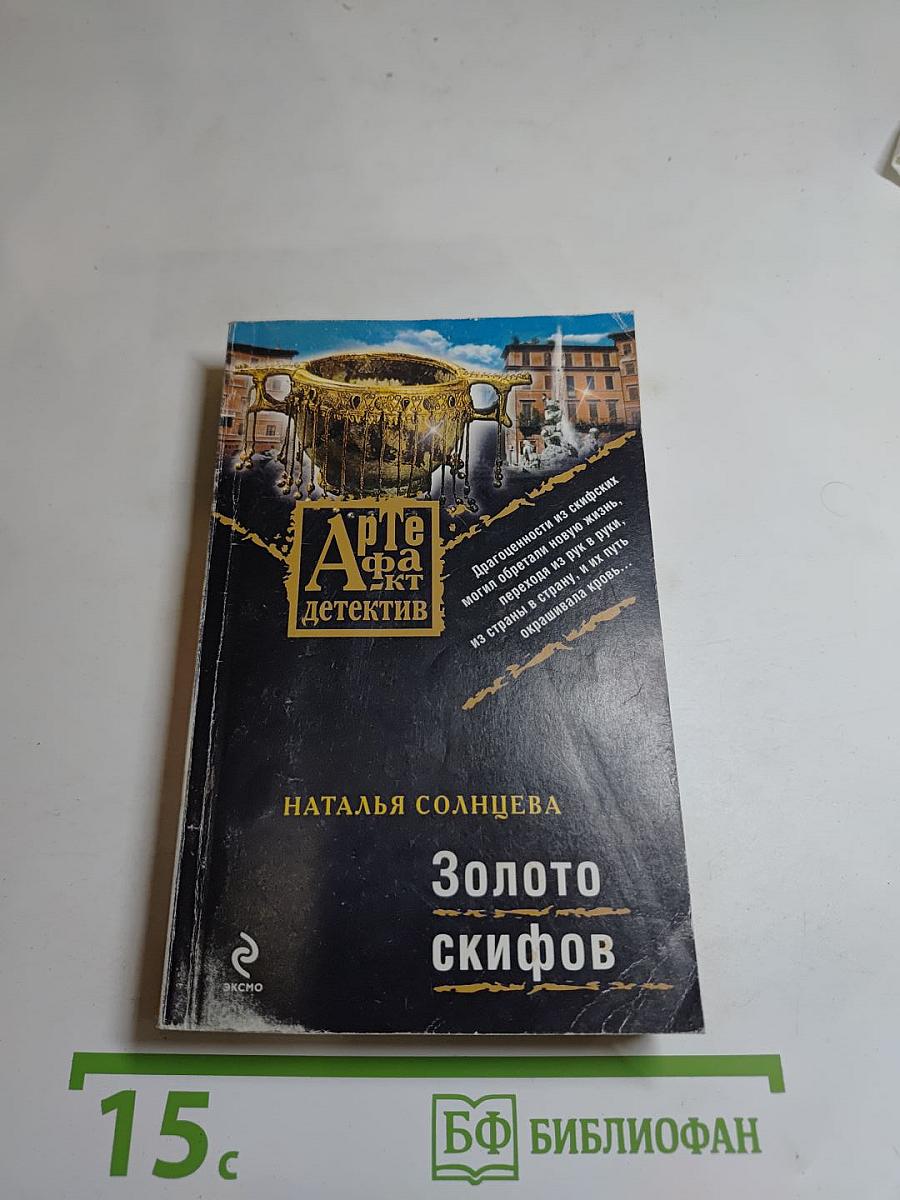 Драгоценности из скифских
могил обретали новую жизнь,
переходя из рук в руки,
из страны в страну, и их путь
окрашивала кровь...
Арте
фа
-кт
детектив
НАТАЛЬЯ СОЛНЦЕВА
Золото
скифов
ЭКСМО
15 с
БФ БИБЛИОФАН